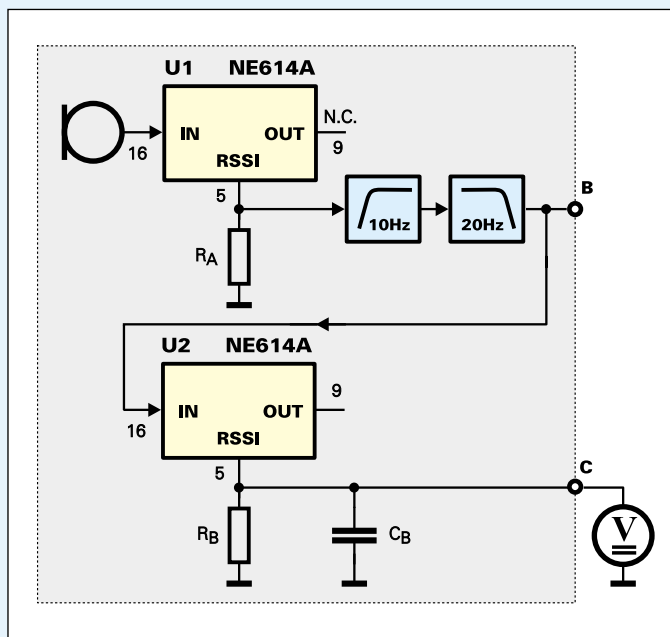 U1 NE614A
N.C.
IN OUT
16 9
RSSI
5
B
10Hz 20Hz
RA
U2 NE614A
9
IN OUT
16
RSSI
5
C
RB CB
V